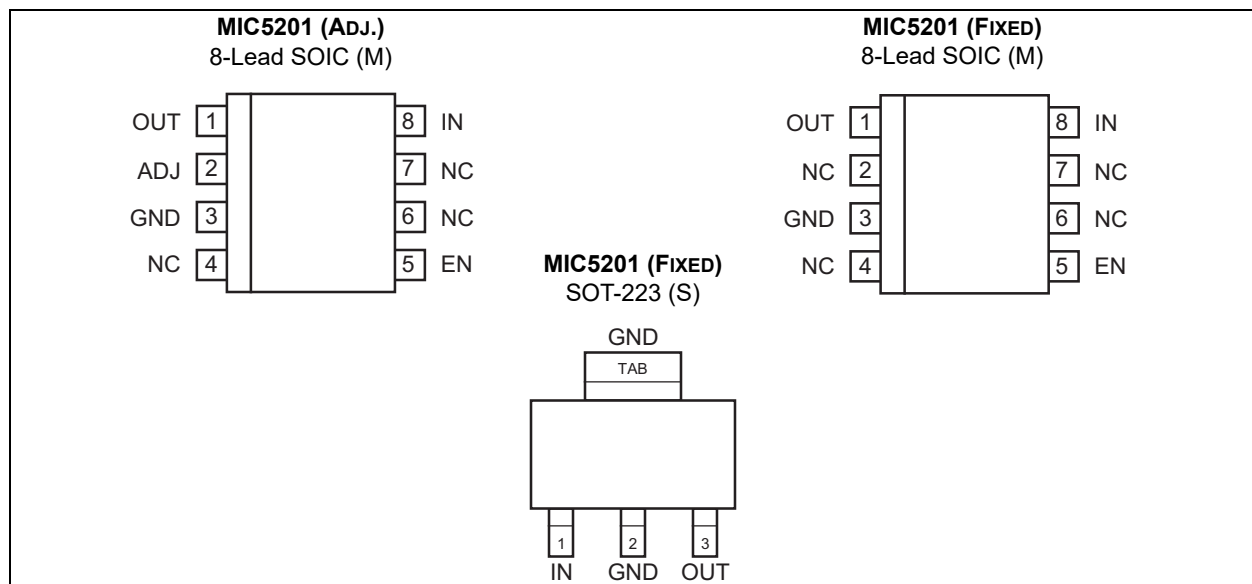 MIC5201 (ADJ.)
8-Lead SOIC (M)
OUT 1 8 IN
ADJ 2 7 NC
GND 3 6 NC
NC 4 5 EN
MIC5201 (FIXED)
8-Lead SOIC (M)
OUT 1 8 IN
NC 2 7 NC
GND 3 6 NC
NC 4 5 EN
MIC5201 (FIXED)
SOT-223 (S)
GND
TAB
1 2 3
IN GND OUT